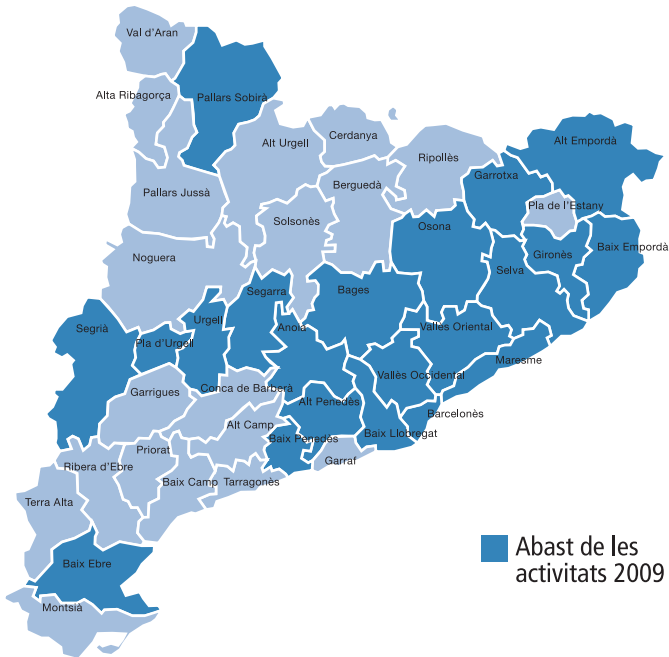 Val d'Aran
Alta Ribagorça
Pallars Sobirà
Alt Urgell
Cerdanya
Ripollès
Alt Empordà
Garrotxa
Berguedà
Pallars Jussà
Pla de l'Estany
Solsonès
Osona
Baix Empordà
Gironès
Noguera
Selva
Segarra
Bages
Urgell
Segrià
Anoia
Vallès Oriental
Pla d'Urgell
Maresme
Vallès Occidental
Conca de Barberà
Garrigues
Alt Penedès
Barcelonès
Alt Camp
Baix Penedès
Baix Llobregat
Priorat
Garraf
Ribera d'Ebre
Baix Camp
Tarragonès
Terra Alta
Baix Ebre
Montsià
Abast de les
activitats 2009